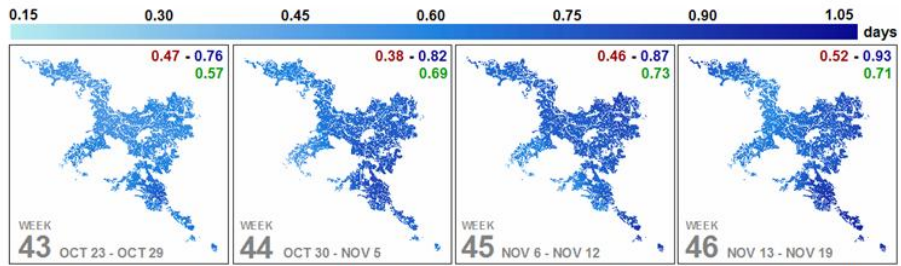 0.15 0.30 0.45 0.60 0.75 0.90 1.05
days
0.47 - 0.76
0.57
WEEK
43 OCT 23 - OCT 29
0.38 - 0.82
0.69
WEEK
44 OCT 30 - NOV 5
0.46 - 0.87
0.73
WEEK
45 NOV 6 - NOV 12
0.52 - 0.93
0.71
WEEK
46 NOV 13 - NOV 19